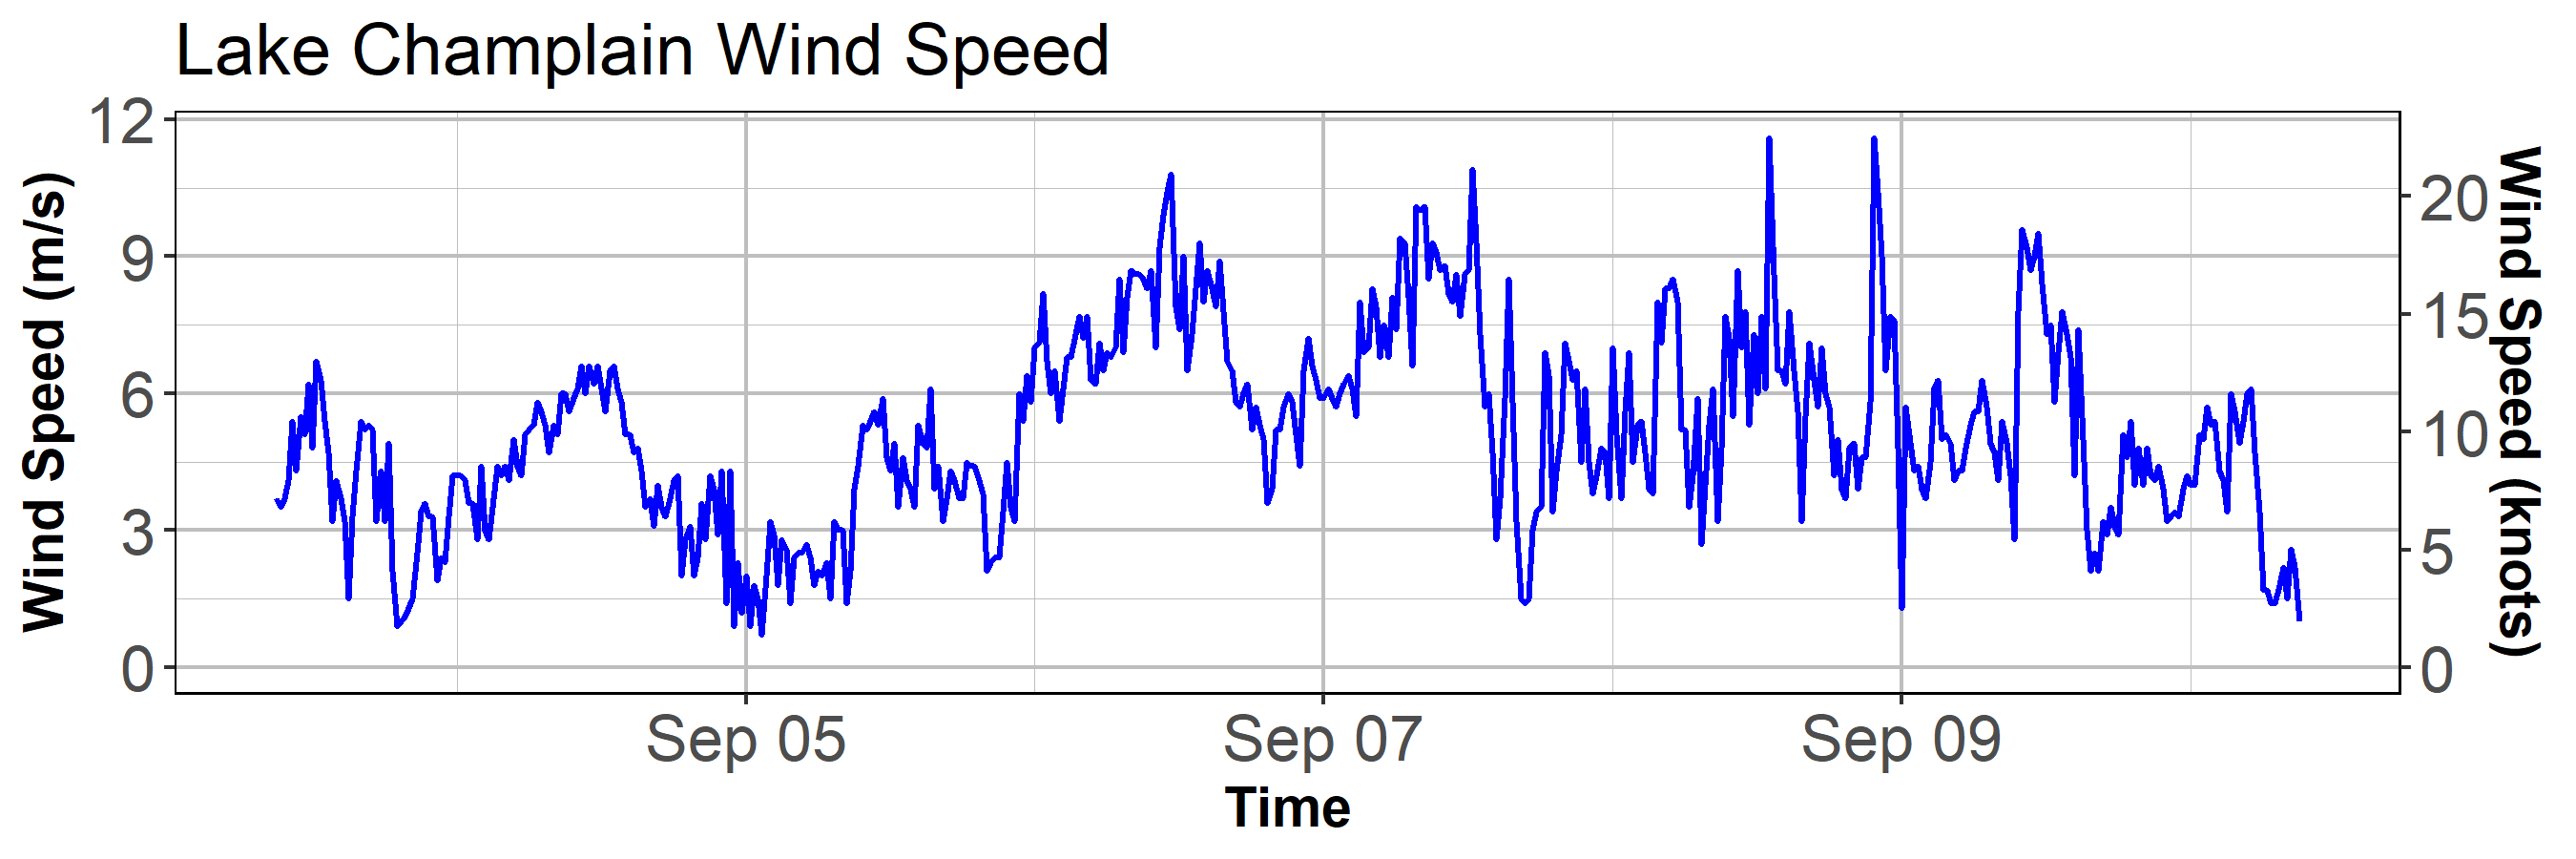 Lake Champlain Wind Speed
Wind Speed (m/s)
12
9
6
3
0
20
15
10
5
0
Wind Speed (knots)
Sep 05
Sep 07
Sep 09
Time